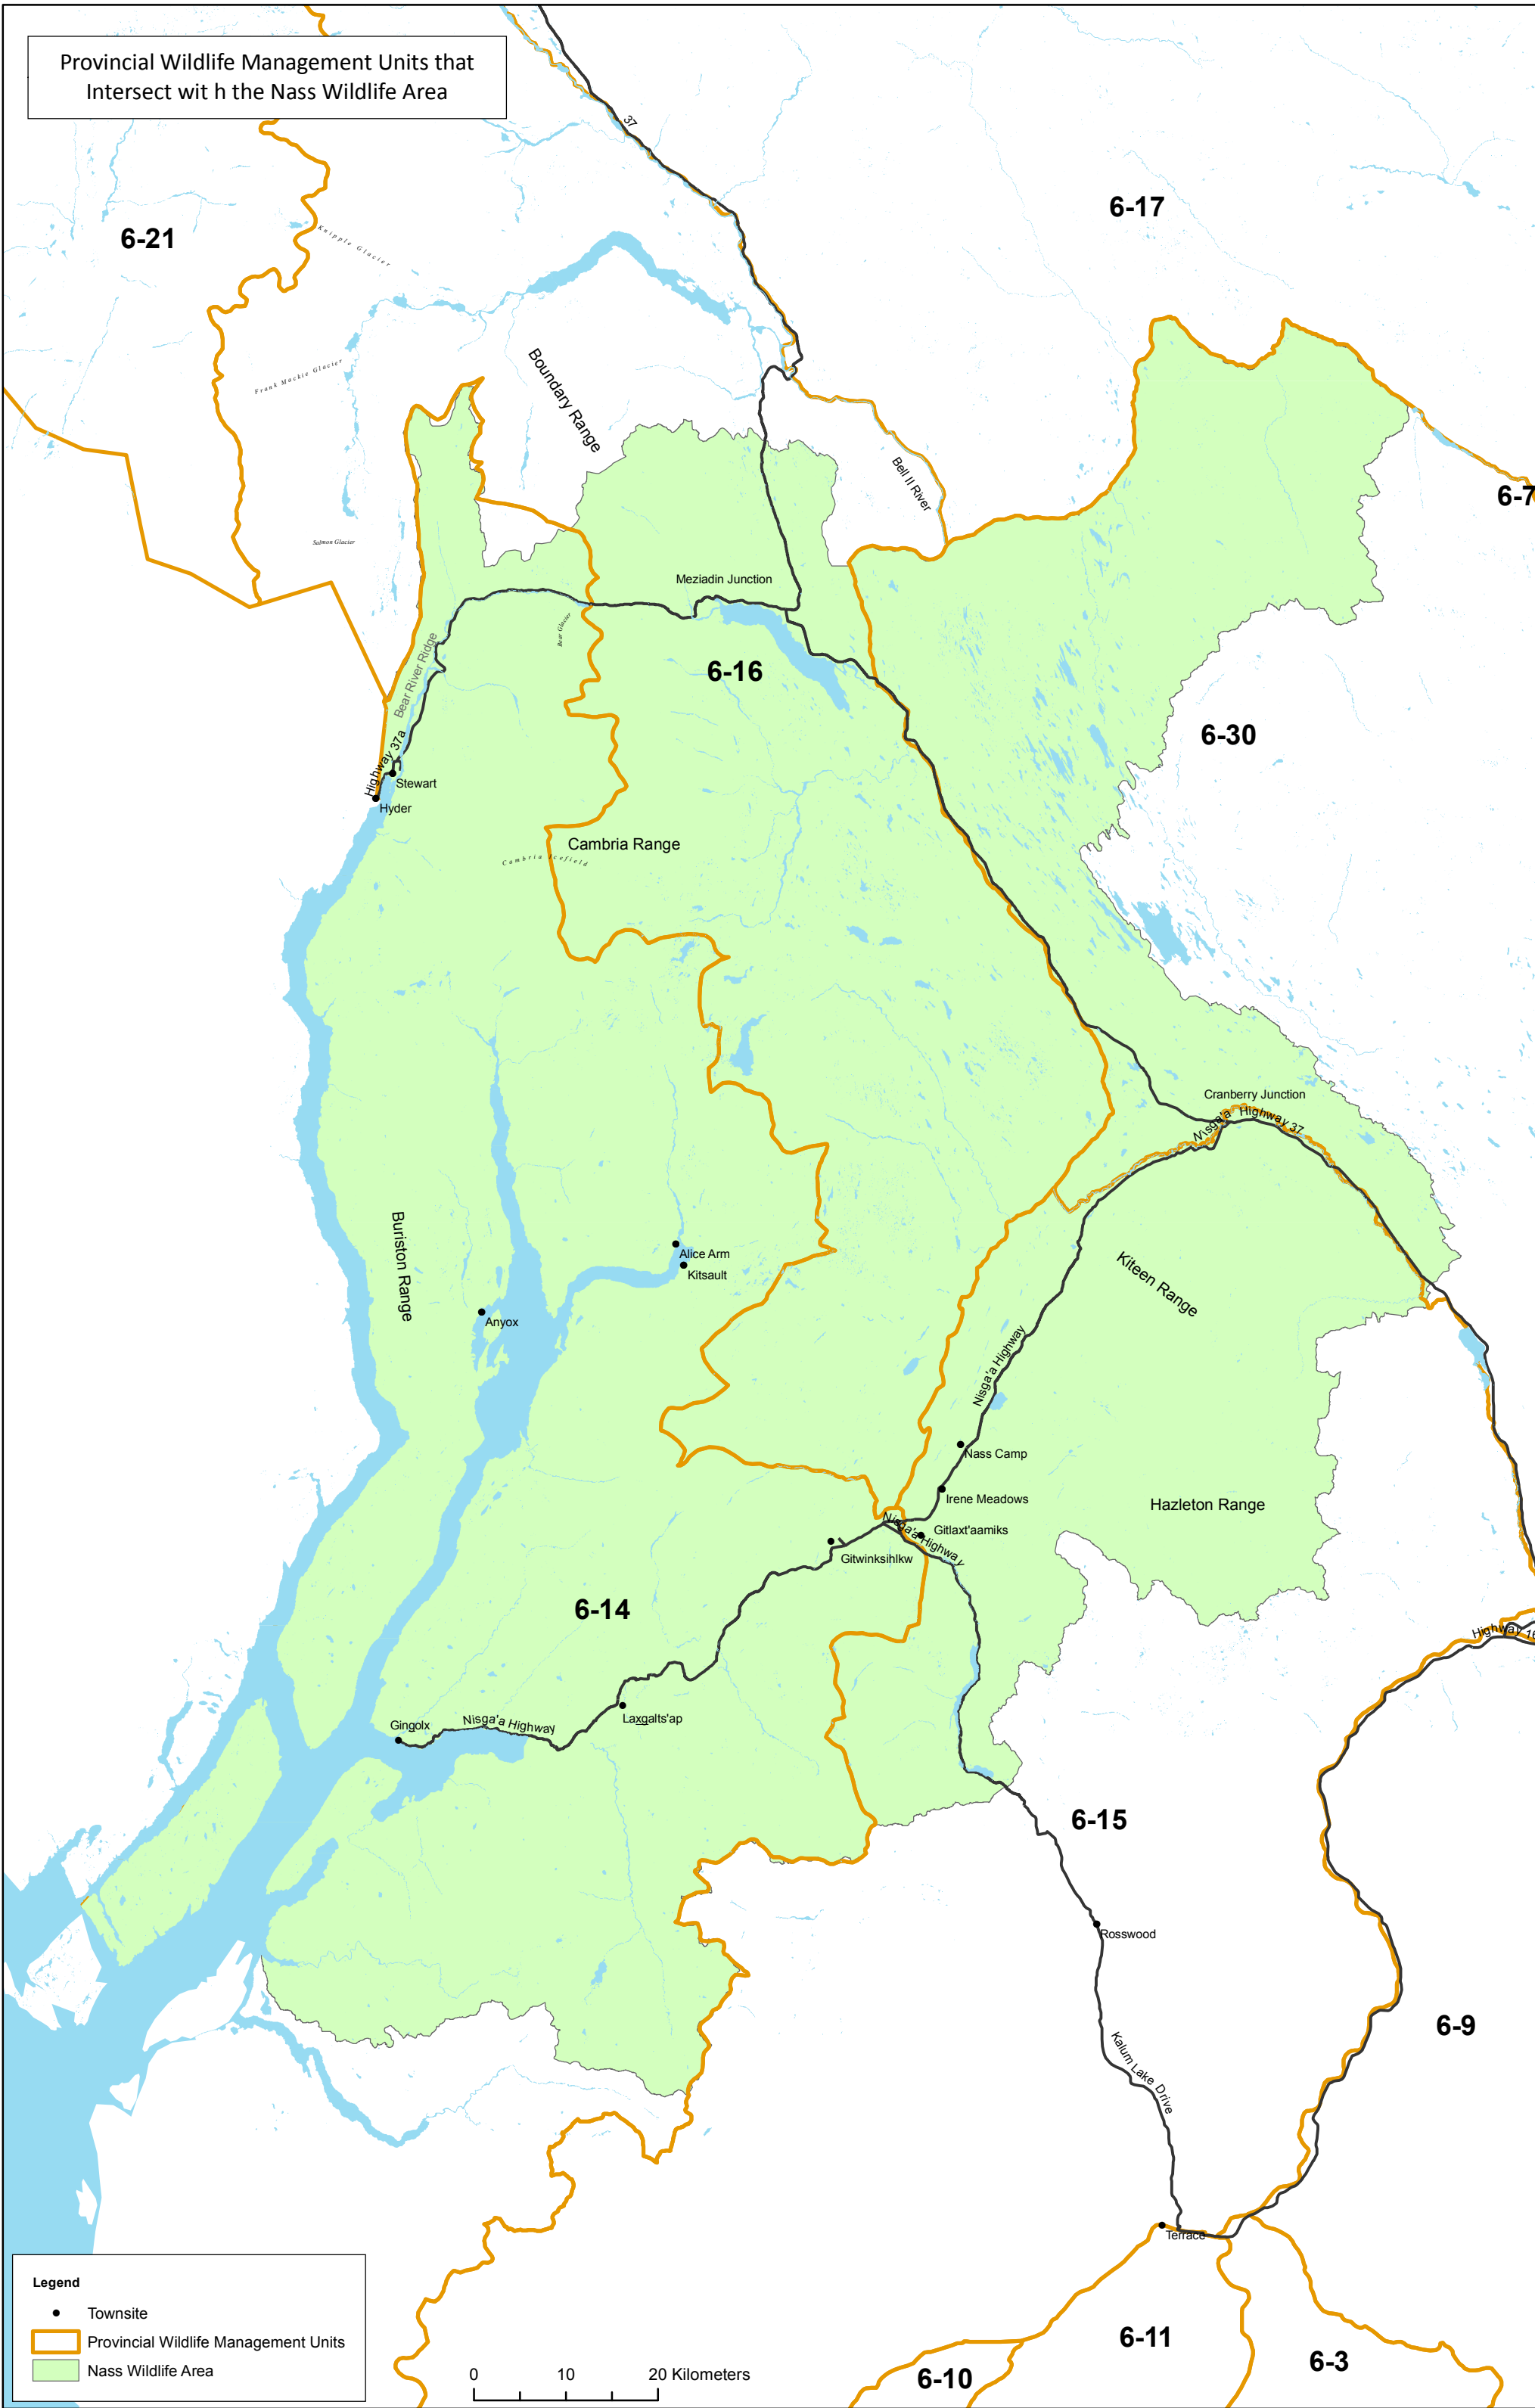 Provincial Wildlife Management Units that
Intersect wit h the Nass Wildlife Area
37
6-17
6-21
Knipple Glacier
Boundary Range
Frank Mackie Glacier
Bell II River
6-7
Salmon Glacier
Meziadin Junction
Bear Glacier
Bear River Ridge
6-16
6-30
Highway 37a
Stewart
Hyder
Cambria Range
Cambria Icefield
Cranberry Junction
Nisga'a Highway 37
Buriston Range
Alice Arm
Kitsault
Kiteen Range
Anyox
Nisga'a Highway
Nass Camp
Irene Meadows
Hazleton Range
Nisga'a Highway
Gitlaxt'aamiks
Gitwinksihlkw
6-14
Highway 16
Laxgalts'ap
Gingolx
Nisga'a Highway
6-15
Rosswood
6-9
Kalum Lake Drive
Terrace
Legend
Townsite
Provincial Wildlife Management Units
Nass Wildlife Area
0 10 20 Kilometers
6-11
6-3
6-10